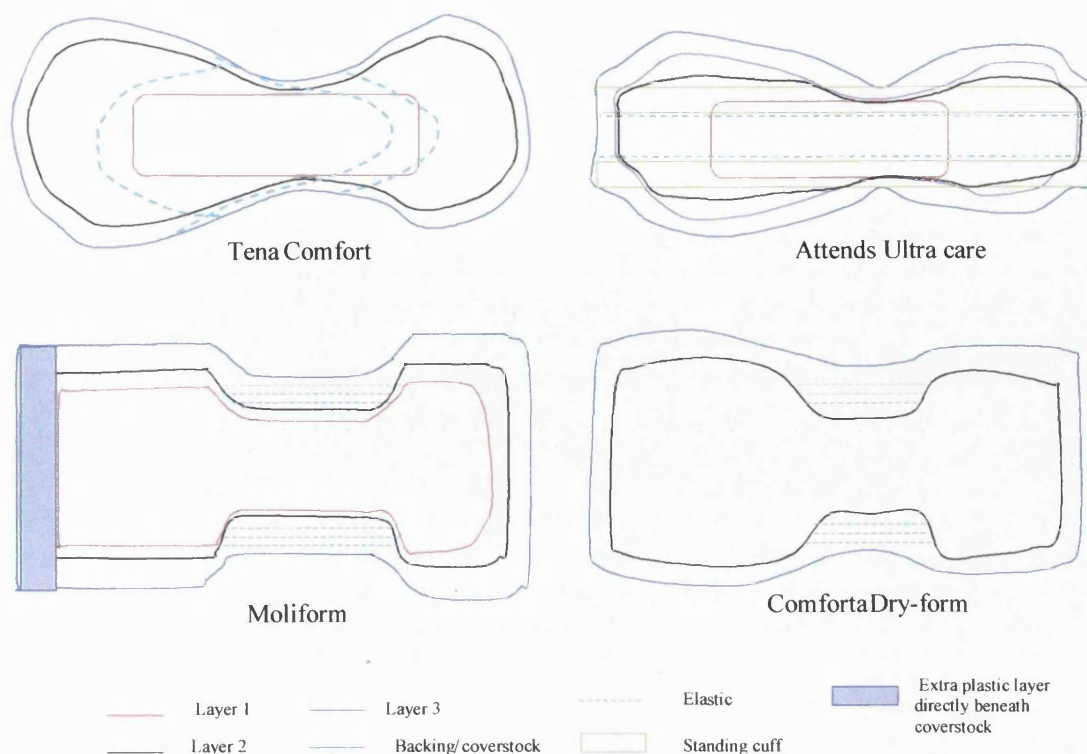 Tena Comfort
Attends Ultra care
Moliform
ComfortaDry-form
Layer 1
Layer 3
Elastic
Extra plastic layer
directly beneath
coverstock
Layer 2
Backing/coverstock
Standing cuff